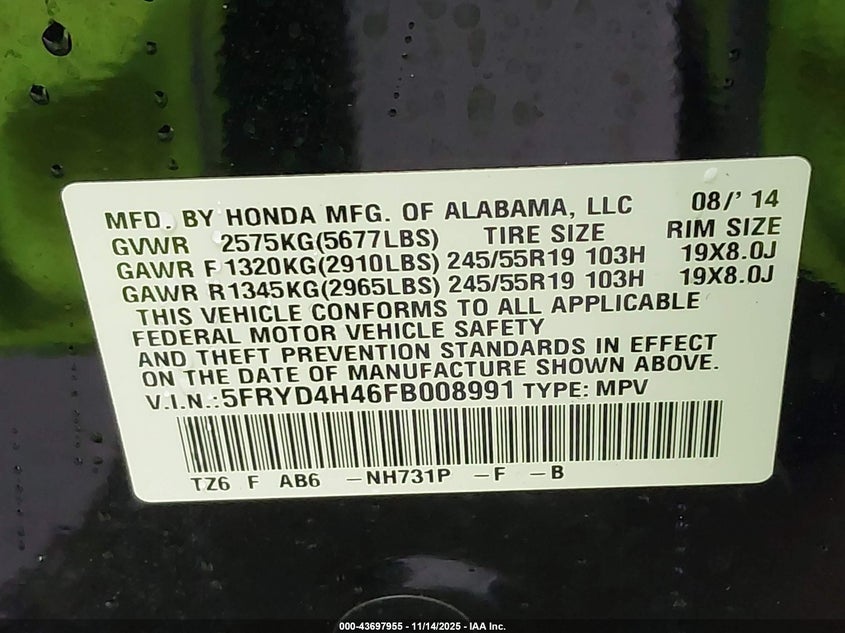 MFD. BY HONDA MFG. OF ALABAMA, LLC 08/' 14
GVWR 2575KG(5677LBS) TIRE SIZE RIM SIZE
GAWR F 1320KG(2910LBS) 245/55R19 103H 19X8.0J
GAWR R1345KG(2965LBS) 245/55R19 103H 19X8.0J
THIS VEHICLE CONFORMS TO ALL APPLICABLE
FEDERAL MOTOR VEHICLE SAFETY
AND THEFT PREVENTION STANDARDS IN EFFECT
ON THE DATE OF MANUFACTURE SHOWN ABOVE.
V.I.N.:5FRYD4H46FB008991 TYPE: MPV
TZ6 F AB6 -NH731P -F -B
000-43697955 - 11/14/2025 - IAA Inc.